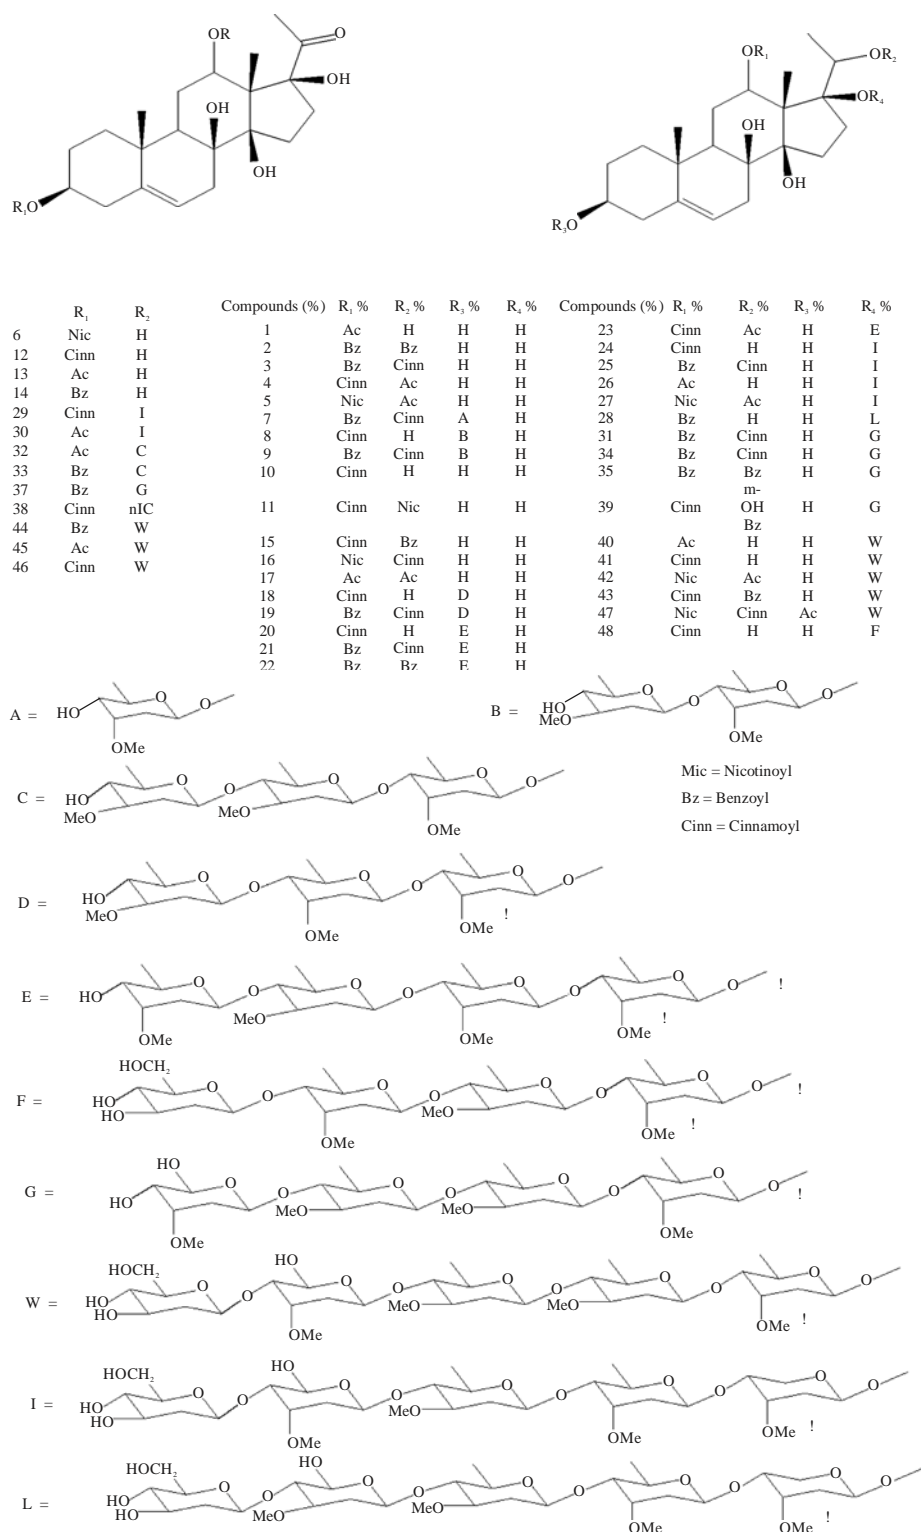 OR
O
OH
OH
OH
R₁O
OR₁
OR₂
OR₄
OH
OH
R₃O
R₁ R₂
6 Nic H
12 Cinn H
13 Ac H
14 Bz H
29 Cinn I
30 Ac I
32 Ac C
33 Bz C
37 Bz G
38 Cinn nIC
44 Bz W
45 Ac W
46 Cinn W
Compounds (%) R₁ % R₂ % R₃ % R₄ %
1 Ac H H H
2 Bz Bz H H
3 Bz Cinn H H
4 Cinn Ac H H
5 Nic Ac H H
7 Bz Cinn A H
8 Cinn H B H
9 Bz Cinn B H
10 Cinn H H H
11 Cinn Nic H H
15 Cinn Bz H H
16 Nic Cinn H H
17 Ac Ac H H
18 Cinn H D H
19 Bz Cinn D H
20 Cinn H E H
21 Bz Cinn E H
22 Bz Bz E H
Compounds (%) R₁ % R₂ % R₃ % R₄ %
23 Cinn Ac H E
24 Cinn H H I
25 Bz Cinn H I
26 Ac H H I
27 Nic Ac H I
28 Bz H H L
31 Bz Cinn H G
34 Bz Cinn H G
35 Bz Bz H G
m-
39 Cinn OH H G
Bz
40 Ac H H W
41 Cinn H H W
42 Nic Ac H W
43 Cinn Bz H W
47 Nic Cinn Ac W
48 Cinn H H F
A = HO O O
OMe
B = HO O O O O
MeO OMe
Mic = Nicotinoyl
Bz = Benzoyl
Cinn = Cinnamoyl
C = HO O O O O O O
MeO MeO OMe
D = HO O O O O O O
MeO OMe OMe !
E = HO O O O O O O O O !
OMe MeO OMe OMe !
HOCH₂
F = HO O O O O O O O O !
HO OMe MeO OMe !
HO
G = HO O O O O O O O O !
OMe MeO MeO OMe !
HOCH₂ HO
W = HO O O O O O O O O O O
HO OMe MeO MeO OMe !
HOCH₂ HO
I = HO O O O O O O O O O O
HO OMe MeO OMe OMe !
HOCH₂ HO
L = HO O O O O O O O O O O
HO MeO MeO OMe OMe !